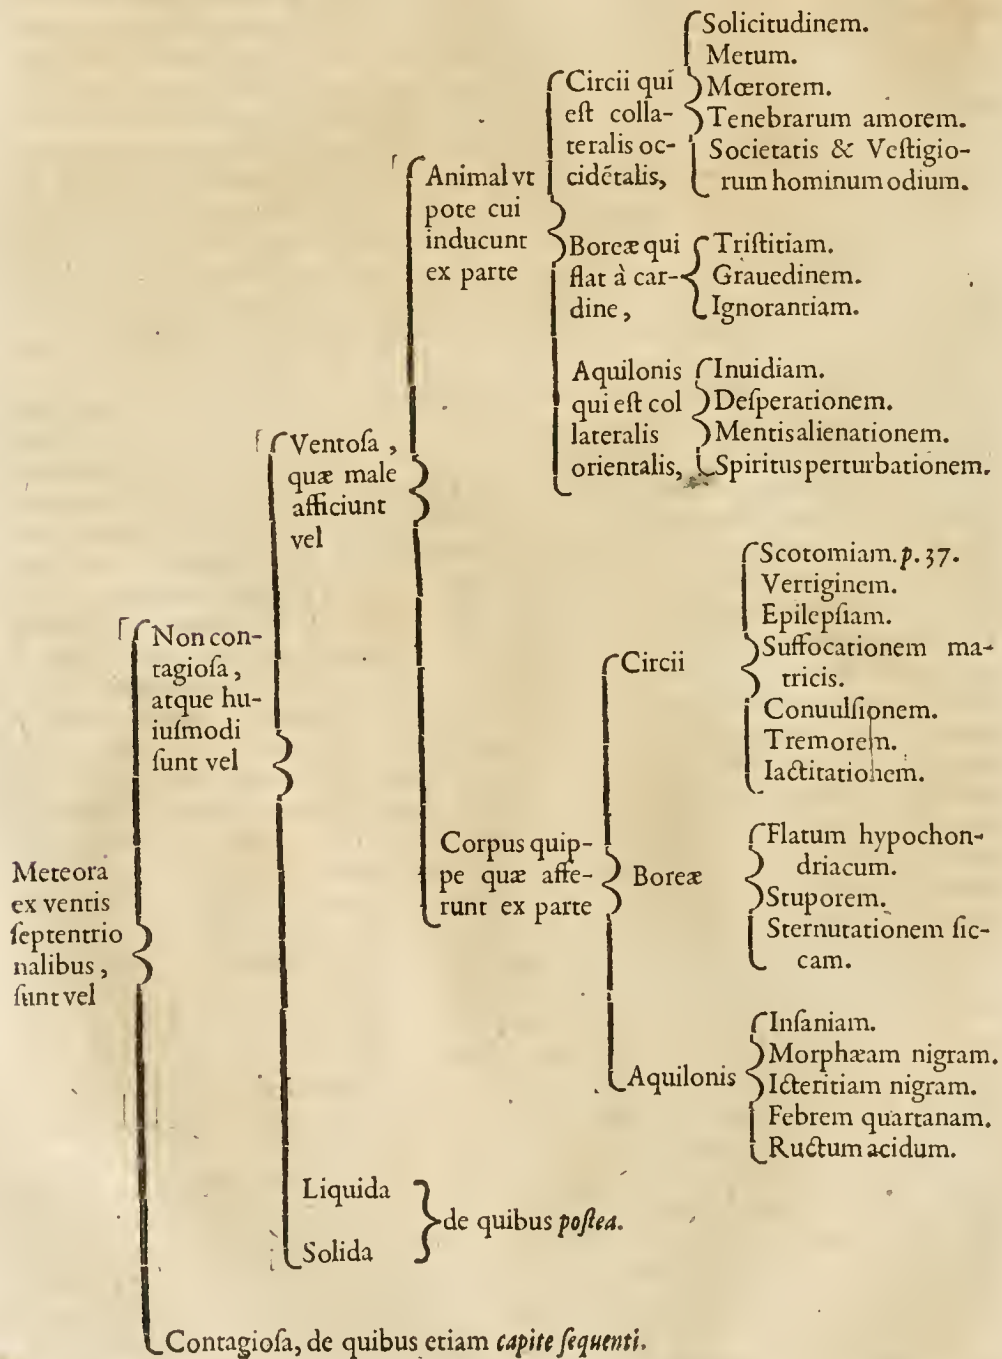 Meteora
ex ventis
ſeptentrio
nalibus,
ſunt vel
Non con-
tagioſa,
atque hu-
iuſmodi
ſunt vel
Ventoſa,
quæ male
afficiunt
vel
Animal vt
pote cui
inducunt
ex parte
Circii qui
eſt colla-
teralis oc-
cidētalis,
Solicitudinem.
Metum.
Mœrorem.
Tenebrarum amorem.
Societatis & Veſtigio-
rum hominum odium.
Boreæ qui
flat à car-
dine,
Triſtitiam.
Grauedinem.
Ignorantiam.
Aquilonis
qui eſt col
lateralis
orientalis,
Inuidiam.
Deſperationem.
Mentis alienationem.
Spiritus perturbationem.
Corpus quip-
pe quæ affe-
runt ex parte
Circii
Scotomiam. p. 37.
Vertiginem.
Epilepſiam.
Suffocationem ma-
tricis.
Conuulſionem.
Tremorem.
Iactitationem.
Boreæ
Flatum hypochon-
driacum.
Stuporem.
Sternutationem ſic-
cam.
Aquilonis
Inſaniam.
Morphæam nigram.
Icteritiam nigram.
Febrem quartanam.
Ructum acidum.
Liquida
Solida
de quibus poſtea.
Contagioſa, de quibus etiam capite ſequenti.